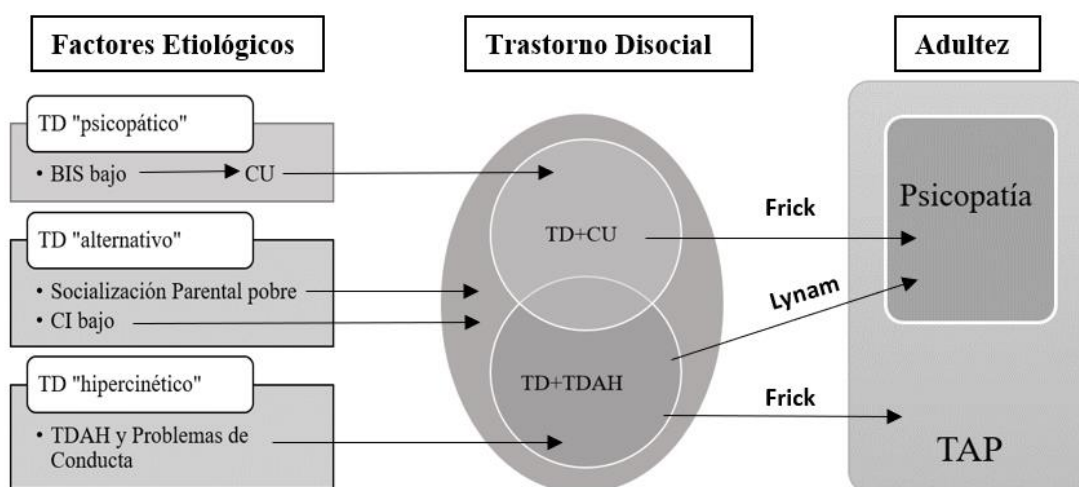 Factores Etiológicos
Trastorno Disocial
Adultez
TD "psicopático"
• BIS bajo CU
TD "alternativo"
• Socialización Parental pobre
• CI bajo
TD "hipercinético"
• TDAH y Problemas de
Conducta
TD+CU
TD+TDAH
Frick
Lynam
Frick
Psicopatía
TAP